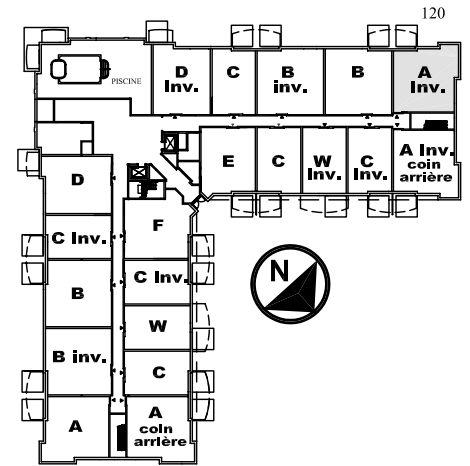 120
PISCINE
D
Inv.
C
B
inv.
B
A
Inv.
E
C
W
Inv.
C
Inv.
A Inv.
coin
arrière
D
F
C Inv.
C Inv.
B
W
B inv.
C
A
A
coin
arrière
N